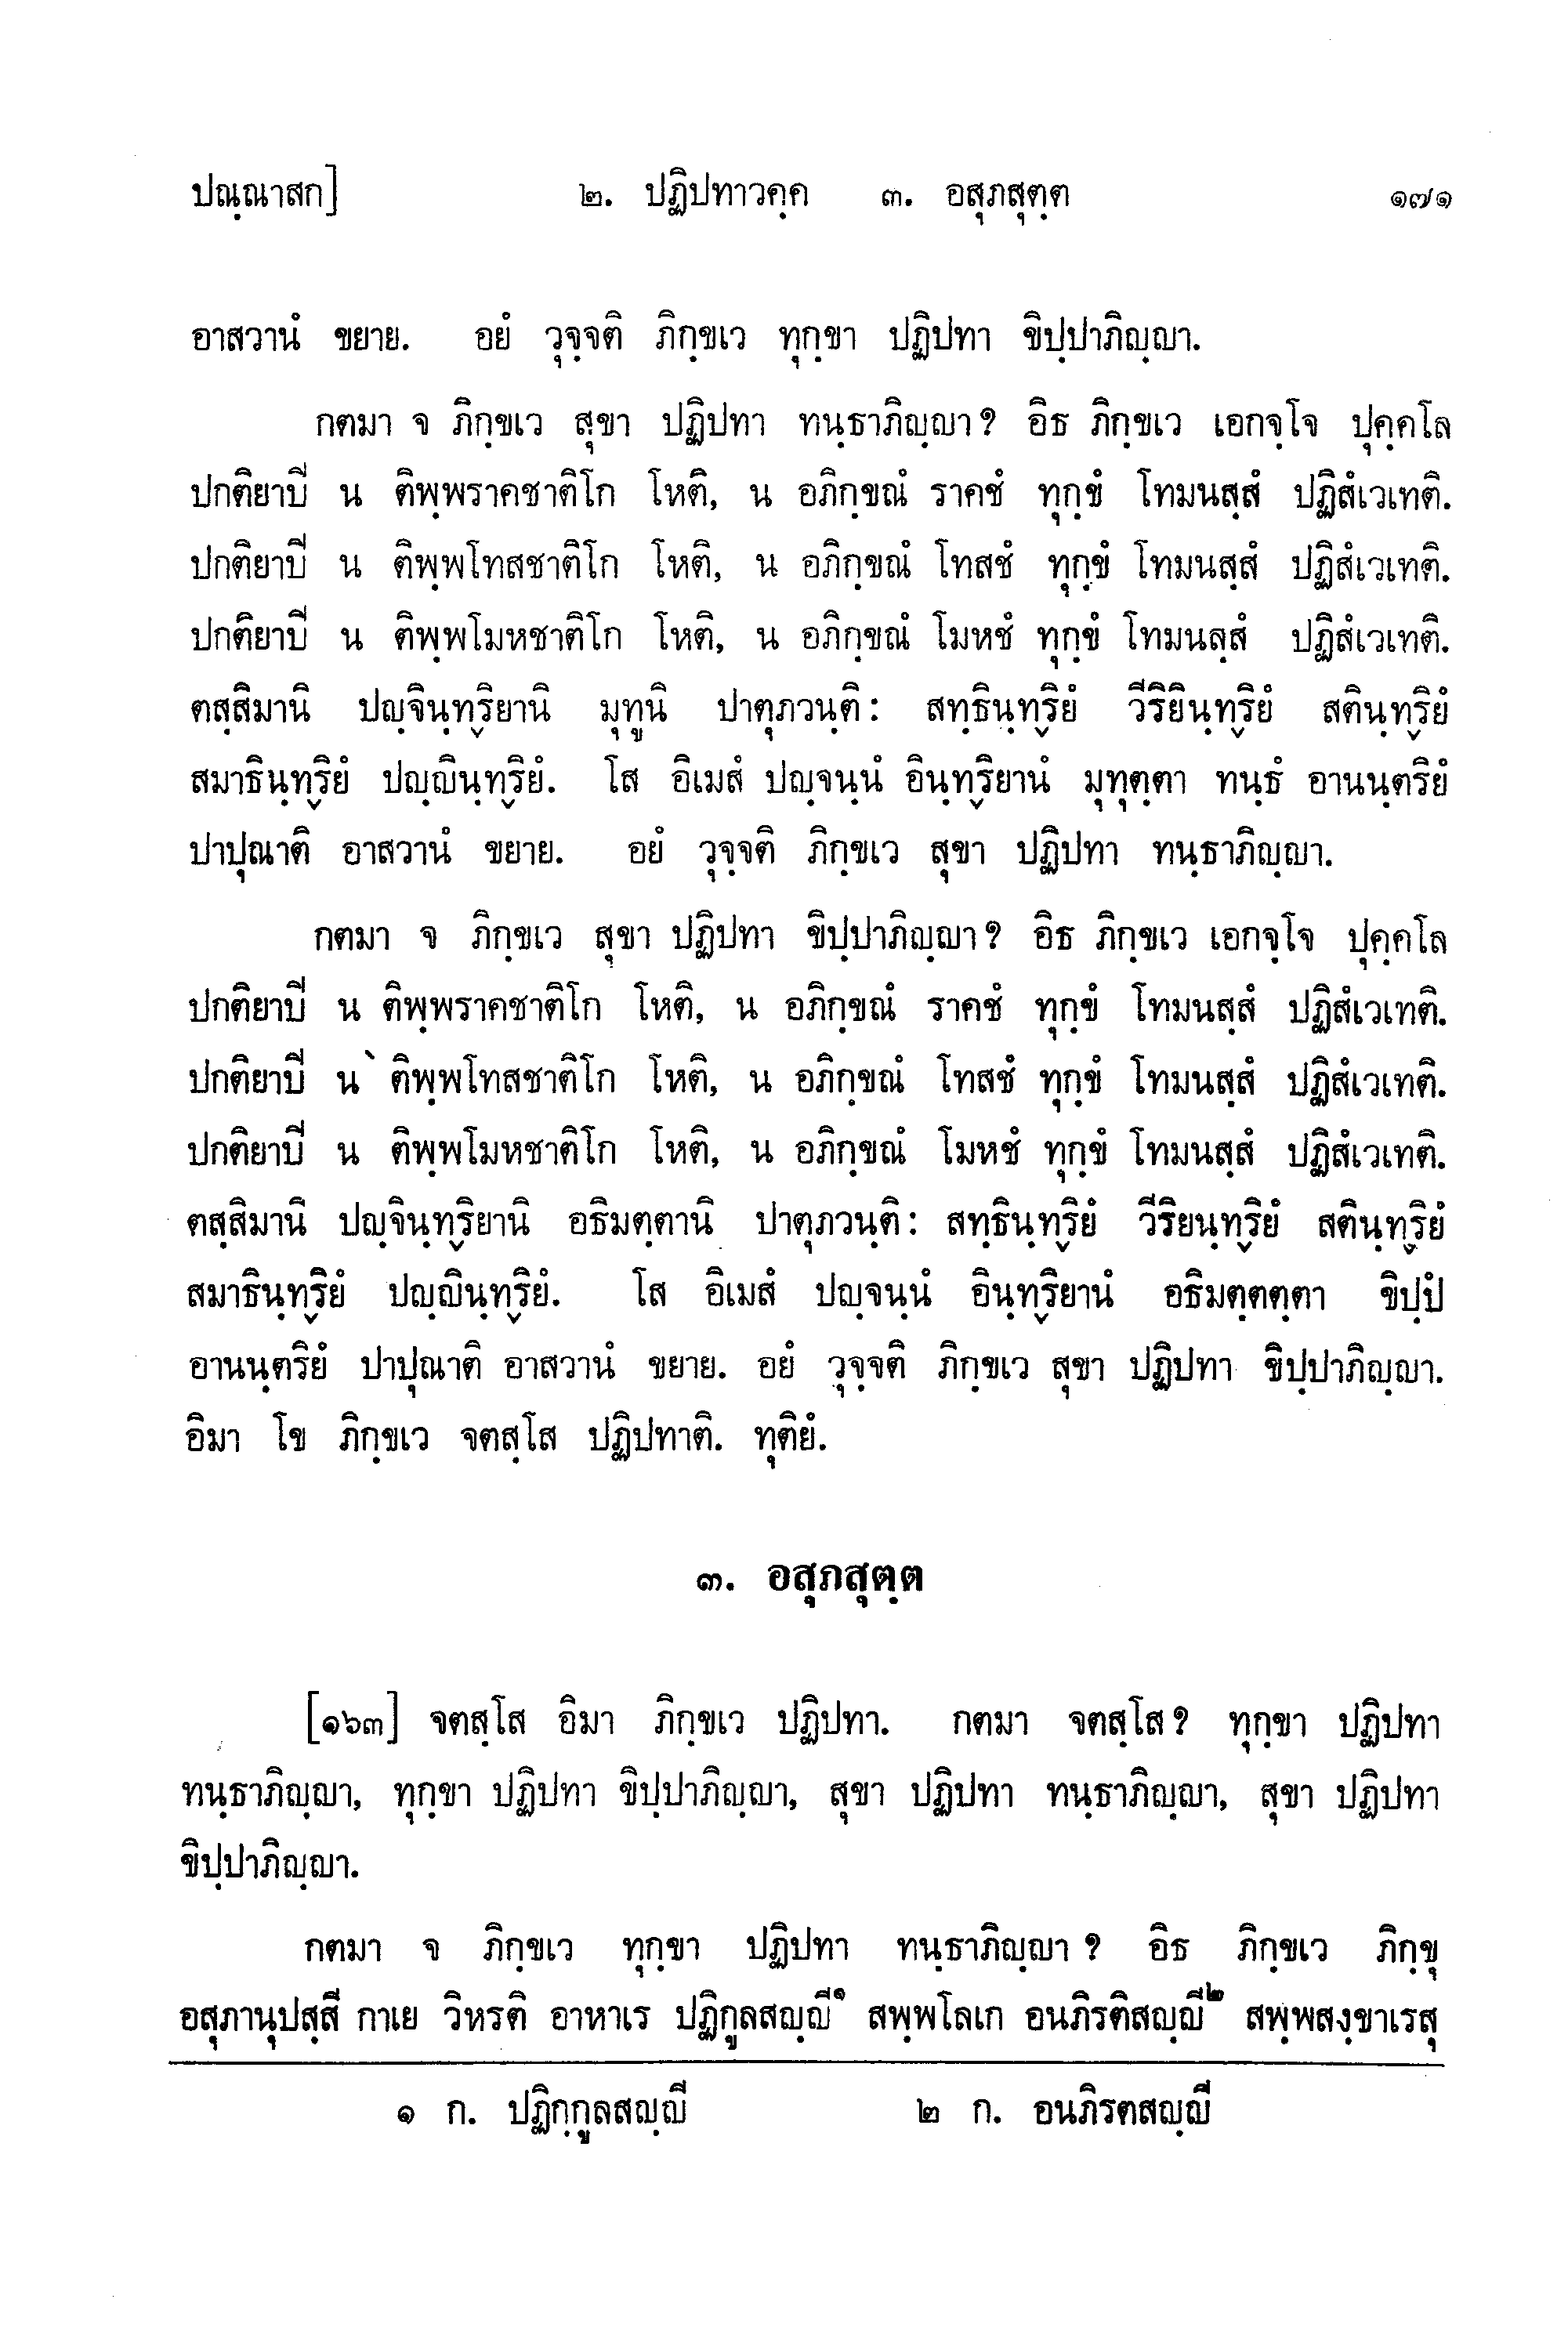 ปณฺณาสก] ๒. ปฏิปทาวคฺค ๓. อสุภสุตฺต ๑๗๑
อาสวานํ ขยาย. อยํ วุจฺจติ ภิกฺขเว ทุกฺขา ปฏิปทา ขิปฺปาภิญฺญา.
กตมา จ ภิกฺขเว สุขา ปฏิปทา ทนฺธาภิญฺญา? อิธ ภิกฺขเว เอกจฺโจ ปุคฺคโล
ปกติยาปิ น ติพฺพราคชาติโก โหติ, น อภิกฺขณํ ราคชํ ทุกฺขํ โทมนสฺสํ ปฏิสํเวเทติ.
ปกติยาปิ น ติพฺพโทสชาติโก โหติ, น อภิกฺขณํ โทสชํ ทุกฺขํ โทมนสฺสํ ปฏิสํเวเทติ.
ปกติยาปิ น ติพฺพโมหชาติโก โหติ, น อภิกฺขณํ โมหชํ ทุกฺขํ โทมนสฺสํ ปฏิสํเวเทติ.
ตสฺสิมานิ ปญฺจินฺทฺริยานิ มุทูนิ ปาตุภวนฺติ: สทฺธินฺทฺริยํ วีริยินฺทฺริยํ สตินฺทฺริยํ
สมาธินฺทฺริยํ ปญฺญินฺทฺริยํ. โส อิเมสํ ปญฺจนฺนํ อินฺทฺริยานํ มุทุตฺตา ทนฺธํ อานนฺตริยํ
ปาปุณาติ อาสวานํ ขยาย. อยํ วุจฺจติ ภิกฺขเว สุขา ปฏิปทา ทนฺธาภิญฺญา.
กตมา จ ภิกฺขเว สุขา ปฏิปทา ขิปฺปาภิญฺญา? อิธ ภิกฺขเว เอกจฺโจ ปุคฺคโล
ปกติยาปิ น ติพฺพราคชาติโก โหติ, น อภิกฺขณํ ราคชํ ทุกฺขํ โทมนสฺสํ ปฏิสํเวเทติ.
ปกติยาปิ น ติพฺพโทสชาติโก โหติ, น อภิกฺขณํ โทสชํ ทุกฺขํ โทมนสฺสํ ปฏิสํเวเทติ.
ปกติยาปิ น ติพฺพโมหชาติโก โหติ, น อภิกฺขณํ โมหชํ ทุกฺขํ โทมนสฺสํ ปฏิสํเวเทติ.
ตสฺสิมานิ ปญฺจินฺทฺริยานิ อธิมตฺตานิ ปาตุภวนฺติ: สทฺธินฺทฺริยํ วีริยนฺทฺริยํ สตินฺทฺริยํ
สมาธินฺทฺริยํ ปญฺญินฺทฺริยํ. โส อิเมสํ ปญฺจนฺนํ อินฺทฺริยานํ อธิมตฺตตฺตา ขิปฺปํ
อานนฺตริยํ ปาปุณาติ อาสวานํ ขยาย. อยํ วุจฺจติ ภิกฺขเว สุขา ปฏิปทา ขิปฺปาภิญฺญา.
อิมา โข ภิกฺขเว จตสฺโส ปฏิปทาติ. ทุติยํ.
๓. อสุภสุตฺต
[๑๖๓] จตสฺโส อิมา ภิกฺขเว ปฏิปทา. กตมา จตสฺโส? ทุกฺขา ปฏิปทา
ทนฺธาภิญฺญา, ทุกฺขา ปฏิปทา ขิปฺปาภิญฺญา, สุขา ปฏิปทา ทนฺธาภิญฺญา, สุขา ปฏิปทา
ขิปฺปาภิญฺญา.
กตมา จ ภิกฺขเว ทุกฺขา ปฏิปทา ทนฺธาภิญฺญา? อิธ ภิกฺขเว ภิกฺขุ
อสุภานุปสฺสี กาเย วิหรติ อาหาเร ปฏิกูลสญฺญี๑ สพฺพโลเก อนภิรติสญฺญี๒ สพฺพสงฺขาเรสุ
๑ ก. ปฏิกฺกูลสญฺญี ๒ ก. อนภิรตสญฺญี